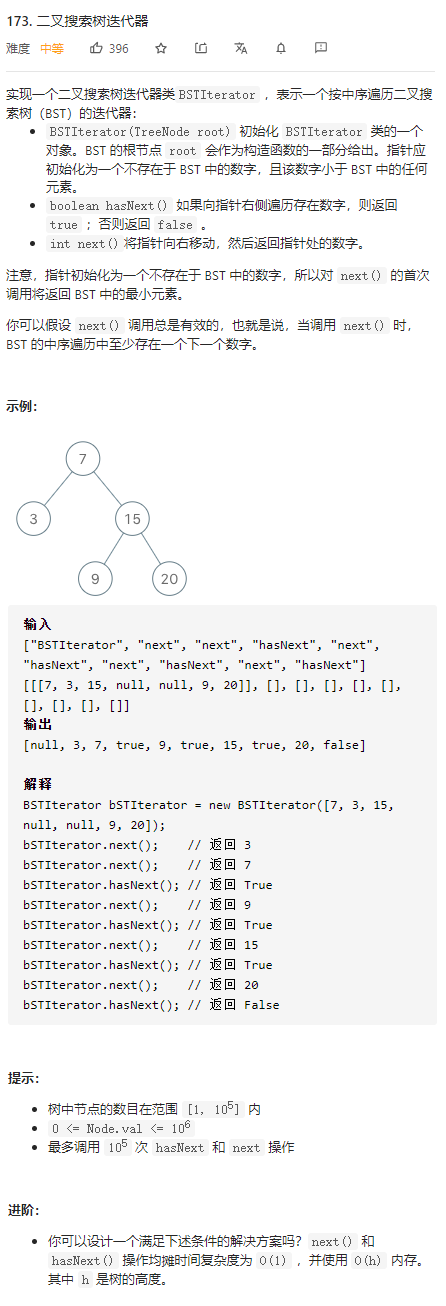 173. 二叉搜索树迭代器
难度 中等 396
实现一个二叉搜索树迭代器类 BSTIterator ，表示一个按中序遍历二叉搜
索树（BST）的迭代器：
• BSTIterator(TreeNode root) 初始化 BSTIterator 类的一个
对象。BST 的根节点 root 会作为构造函数的一部分给出。指针应
初始化为一个不存在于 BST 中的数字，且该数字小于 BST 中的任何
元素。
• boolean hasNext() 如果向指针右侧遍历存在数字，则返回
true ；否则返回 false 。
• int next() 将指针向右移动，然后返回指针处的数字。
注意，指针初始化为一个不存在于 BST 中的数字，所以对 next() 的首次
调用将返回 BST 中的最小元素。
你可以假设 next() 调用总是有效的，也就是说，当调用 next() 时，
BST 的中序遍历中至少存在一个下一个数字。
示例：
7
3 15
9 20
输入
["BSTIterator", "next", "next", "hasNext", "next",
"hasNext", "next", "hasNext", "next", "hasNext"]
[[[7, 3, 15, null, null, 9, 20]], [], [], [], [], [],
[], [], [], []]
输出
[null, 3, 7, true, 9, true, 15, true, 20, false]
解释
BSTIterator bSTIterator = new BSTIterator([7, 3, 15,
null, null, 9, 20]);
bSTIterator.next(); // 返回 3
bSTIterator.next(); // 返回 7
bSTIterator.hasNext(); // 返回 True
bSTIterator.next(); // 返回 9
bSTIterator.hasNext(); // 返回 True
bSTIterator.next(); // 返回 15
bSTIterator.hasNext(); // 返回 True
bSTIterator.next(); // 返回 20
bSTIterator.hasNext(); // 返回 False
提示：
• 树中节点的数目在范围 [1, 10⁵] 内
• 0 <= Node.val <= 10⁶
• 最多调用 10⁵ 次 hasNext 和 next 操作
进阶：
• 你可以设计一个满足下述条件的解决方案吗？next() 和
hasNext() 操作均摊时间复杂度为 O(1) ，并使用 O(h) 内存。
其中 h 是树的高度。